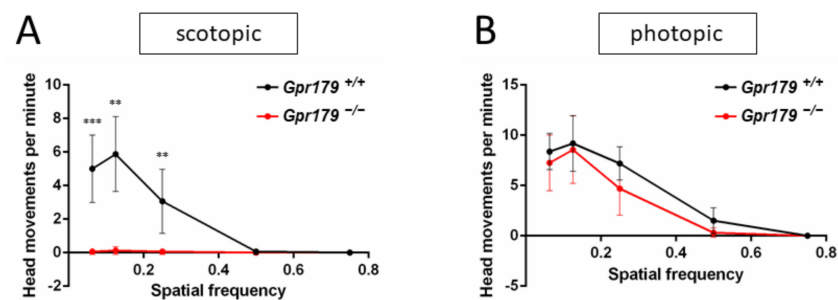 A
scotopic
Head movements per minute
10
8
6
4
2
0
-2
***
**
**
Gpr179 +/+
Gpr179 −/−
0.2
0.4
0.6
0.8
Spatial frequency
B
photopic
Head movements per minute
15
10
5
0
-5
Gpr179 +/+
Gpr179 −/−
0.2
0.4
0.6
0.8
Spatial frequency